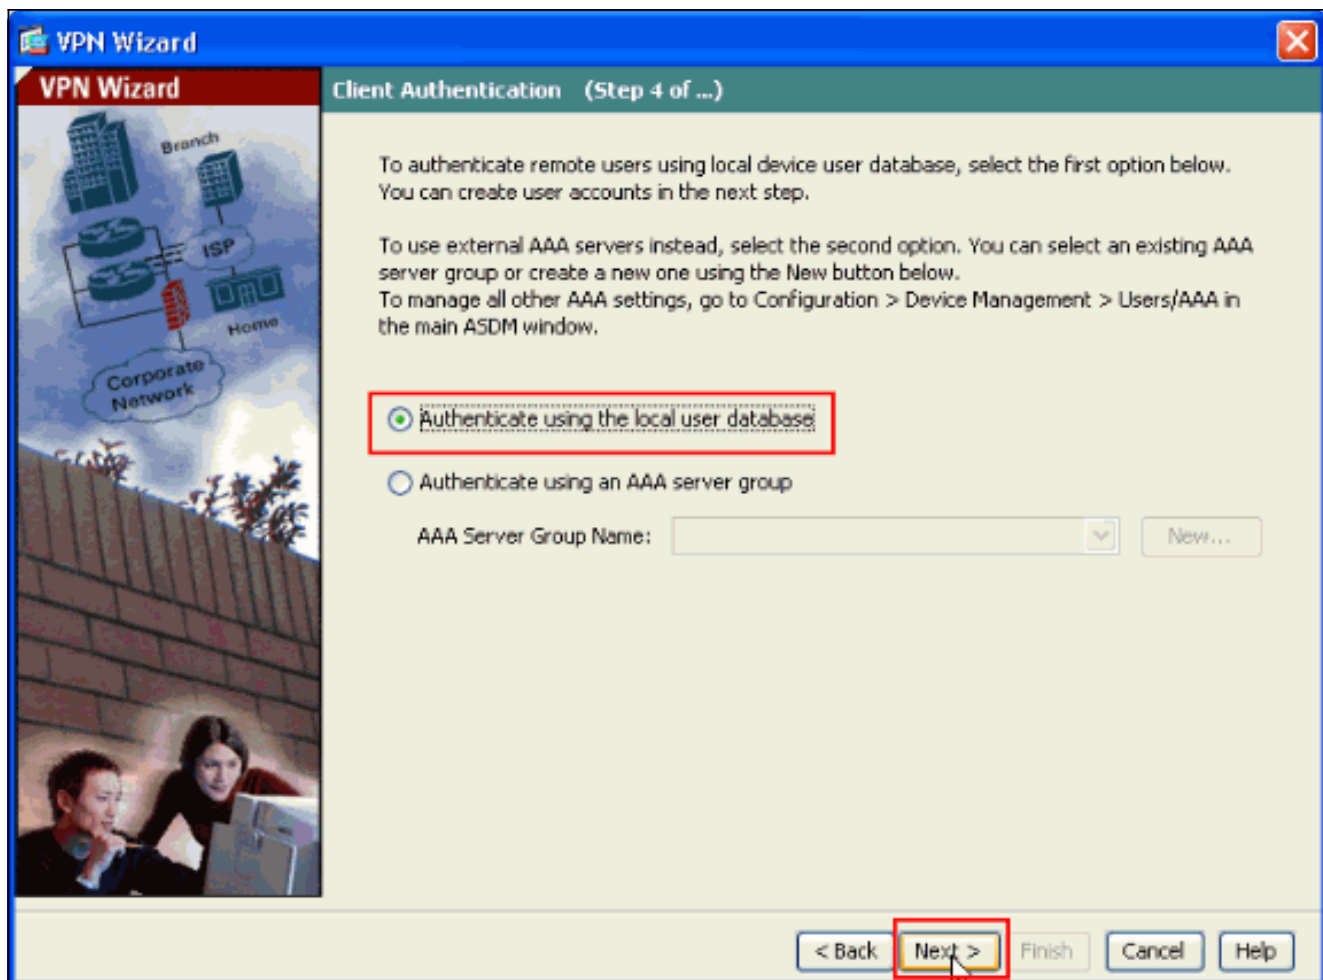 VPN Wizard
VPN Wizard
Client Authentication (Step 4 of ...)
Branch
ISP
Home
Corporate
Network
To authenticate remote users using local device user database, select the first option below.
You can create user accounts in the next step.
To use external AAA servers instead, select the second option. You can select an existing AAA
server group or create a new one using the New button below.
To manage all other AAA settings, go to Configuration > Device Management > Users/AAA in
the main ASDM window.
Authenticate using the local user database
Authenticate using an AAA server group
AAA Server Group Name:
New...
< Back
Next >
Finish
Cancel
Help